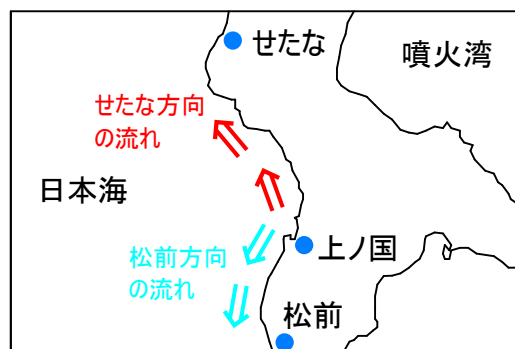 せたな
噴火湾
せたな方向
の流れ
日本海
上ノ国
松前方向
の流れ
松前